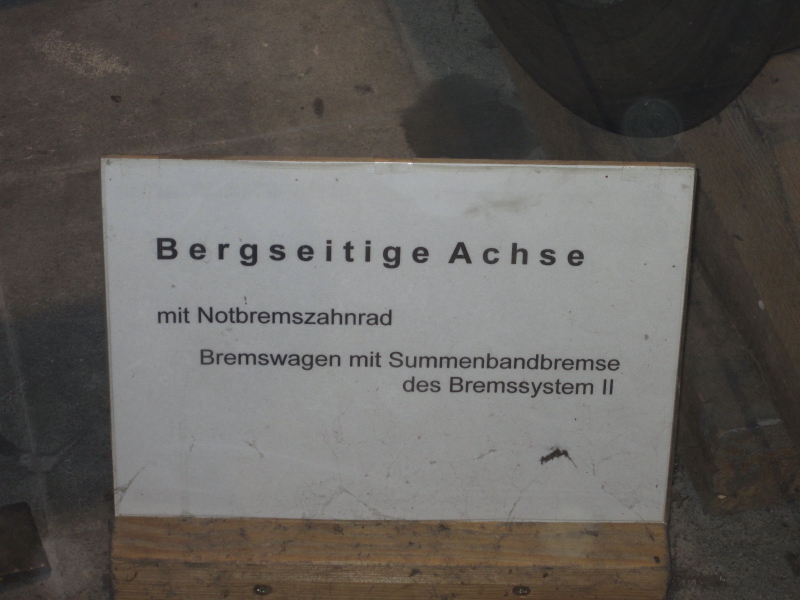 Bergseitige Achse
mit Notbremszahnrad
Bremswagen mit Summenbandbremse
des Bremssystem II